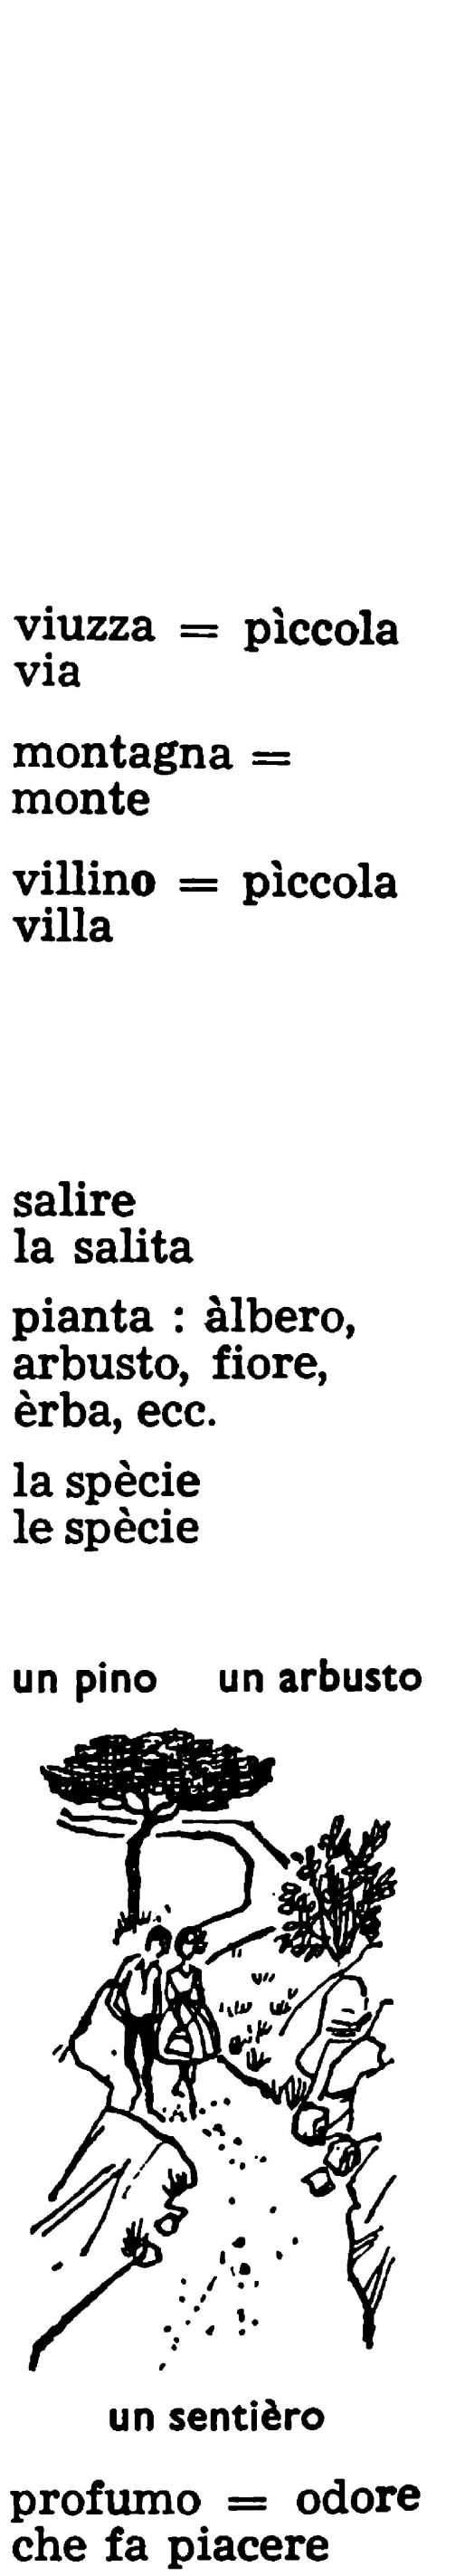 viuzza = pìccola
via
montagna =
monte
villino = pìccola
villa
salire
la salita
pianta : àlbero,
arbusto, fiore,
èrba, ecc.
la spècie
le spècie
un pino un arbusto
un sentièro
profumo = odore
che fa piacere